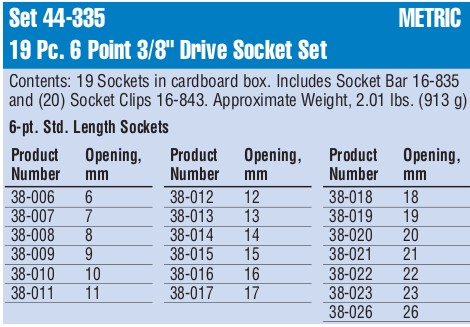 Set 44-335 METRIC
19 Pc. 6 Point 3/8" Drive Socket Set
Contents: 19 Sockets in cardboard box. Includes Socket Bar 16-835
and (20) Socket Clips 16-843. Approximate Weight, 2.01 lbs. (913 g)
6-pt. Std. Length Sockets
Product Opening, Product Opening, Product Opening,
Number mm Number mm Number mm
38-006 6 38-012 12 38-018 18
38-007 7 38-013 13 38-019 19
38-008 8 38-014 14 38-020 20
38-009 9 38-015 15 38-021 21
38-010 10 38-016 16 38-022 22
38-011 11 38-017 17 38-023 23
38-026 26